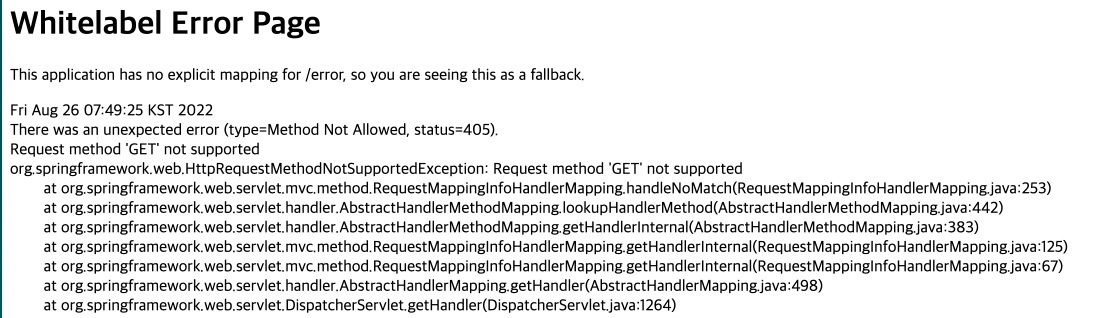 Whitelabel Error Page
This application has no explicit mapping for /error, so you are seeing this as a fallback.
Fri Aug 26 07:49:25 KST 2022
There was an unexpected error (type=Method Not Allowed, status=405).
Request method 'GET' not supported
org.springframework.web.HttpRequestMethodNotSupportedException: Request method 'GET' not supported
at org.springframework.web.servlet.mvc.method.RequestMappingInfoHandlerMapping.handleNoMatch(RequestMappingInfoHandlerMapping.java:253)
at org.springframework.web.servlet.handler.AbstractHandlerMethodMapping.lookupHandlerMethod(AbstractHandlerMethodMapping.java:442)
at org.springframework.web.servlet.handler.AbstractHandlerMethodMapping.getHandlerInternal(AbstractHandlerMethodMapping.java:383)
at org.springframework.web.servlet.mvc.method.RequestMappingInfoHandlerMapping.getHandlerInternal(RequestMappingInfoHandlerMapping.java:125)
at org.springframework.web.servlet.mvc.method.RequestMappingInfoHandlerMapping.getHandlerInternal(RequestMappingInfoHandlerMapping.java:67)
at org.springframework.web.servlet.handler.AbstractHandlerMapping.getHandler(AbstractHandlerMapping.java:498)
at org.springframework.web.servlet.DispatcherServlet.getHandler(DispatcherServlet.java:1264)